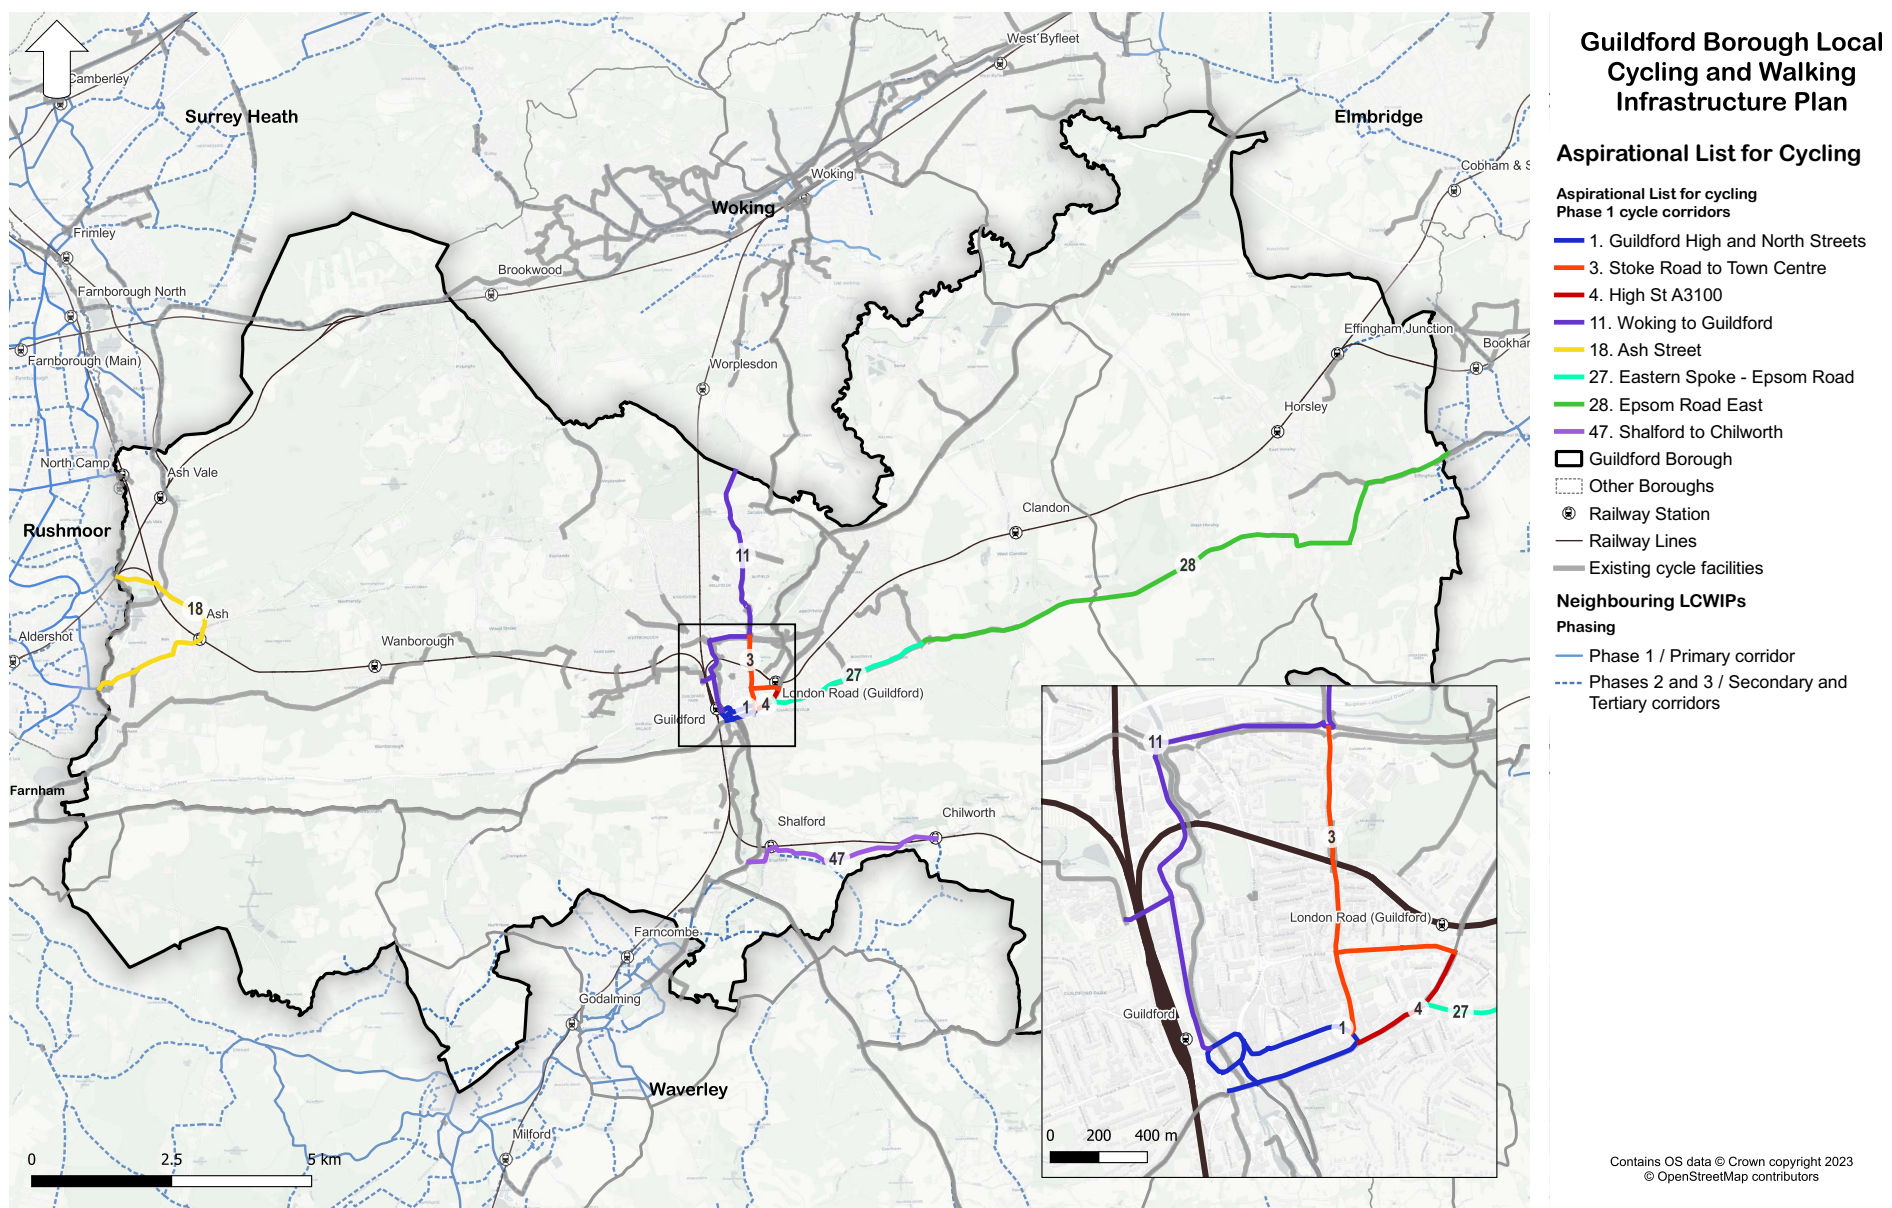 Guildford Borough Local
Cycling and Walking
Infrastructure Plan
Aspirational List for Cycling
Aspirational List for cycling
Phase 1 cycle corridors
1. Guildford High and North Streets
3. Stoke Road to Town Centre
4. High St A3100
11. Woking to Guildford
18. Ash Street
27. Eastern Spoke - Epsom Road
28. Epsom Road East
47. Shalford to Chilworth
Guildford Borough
Other Boroughs
Railway Station
Railway Lines
Existing cycle facilities
Neighbouring LCWIPs
Phasing
Phase 1 / Primary corridor
Phases 2 and 3 / Secondary and
Tertiary corridors
Contains OS data © Crown copyright 2023
© OpenStreetMap contributors
West Byfleet
Camberley
Surrey Heath
Elmbridge
Cobham & S
Woking
Woking
Frimley
Brookwood
Farnborough North
Effingham Junction
Bookhar
Farnborough (Main)
Worplesdon
Horsley
North Camp
Ash Vale
Clandon
Rushmoor
11
28
18
Ash
Aldershot
Wanborough
3
27
London Road (Guildford)
1
4
Guildford
Farnham
Shalford
Chilworth
47
Farncombe
Godalming
Waverley
Milford
0
2.5
5 km
11
3
London Road (Guildford)
GUILDFORD PARK
Guildford
1
4
27
0
200
400 m